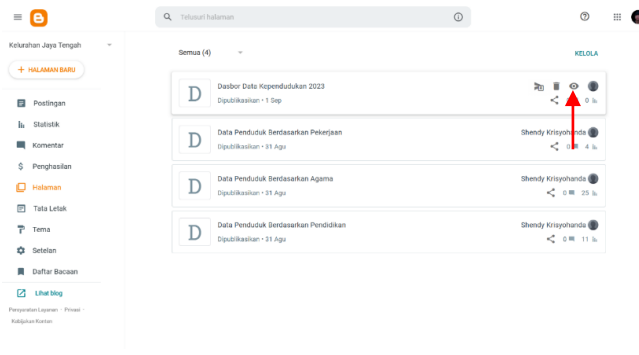 Telusuri halaman
Kelurahan Jaya Tengah
+ HALAMAN BARU
Postingan
Statistik
Komentar
Penghasilan
Halaman
Tata Letak
Tema
Setelan
Daftar Bacaan
Lihat blog
Persyaratan Layanan • Privasi •
Kebijakan Konten
Semua (4)
KELOLA
D
Dasbor Data Kependudukan 2023
Dipublikasikan • 1 Sep
0
D
Data Penduduk Berdasarkan Pekerjaan
Shendy Krisyohanda
Dipublikasikan • 31 Agu
0 4
D
Data Penduduk Berdasarkan Agama
Shendy Krisyohanda
Dipublikasikan • 31 Agu
0 25
D
Data Penduduk Berdasarkan Pendidikan
Shendy Krisyohanda
Dipublikasikan • 31 Agu
0 11